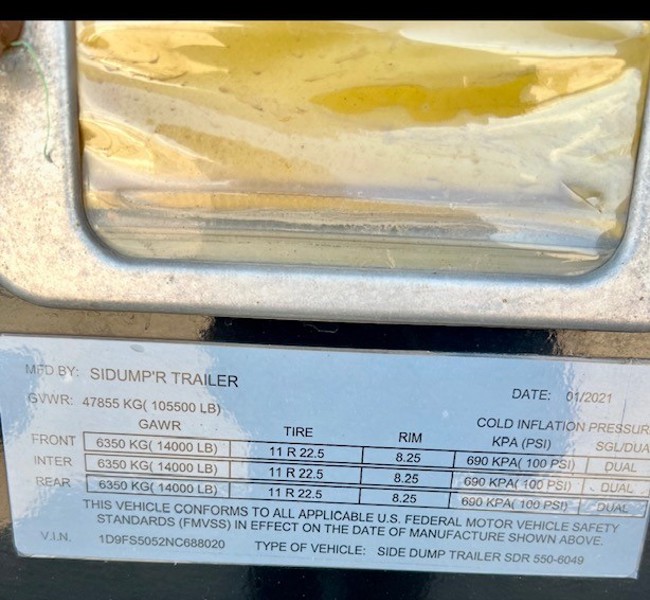 MFD BY: SIDUMP'R TRAILER
DATE: 01/2021
GVWR: 47855 KG( 105500 LB)
COLD INFLATION PRESSUR
GAWR TIRE RIM KPA (PSI) SGL/DUA
FRONT 6350 KG( 14000 LB) 11 R 22.5 8.25 690 KPA( 100 PSI) DUAL
INTER 6350 KG( 14000 LB) 11 R 22.5 8.25 690 KPA( 100 PSI) DUAL
REAR 6350 KG( 14000 LB) 11 R 22.5 8.25 690 KPA( 100 PSI) DUAL
THIS VEHICLE CONFORMS TO ALL APPLICABLE U.S. FEDERAL MOTOR VEHICLE SAFETY
STANDARDS (FMVSS) IN EFFECT ON THE DATE OF MANUFACTURE SHOWN ABOVE.
V.I.N. 1D9FS5052NC688020 TYPE OF VEHICLE: SIDE DUMP TRAILER SDR 550-6049